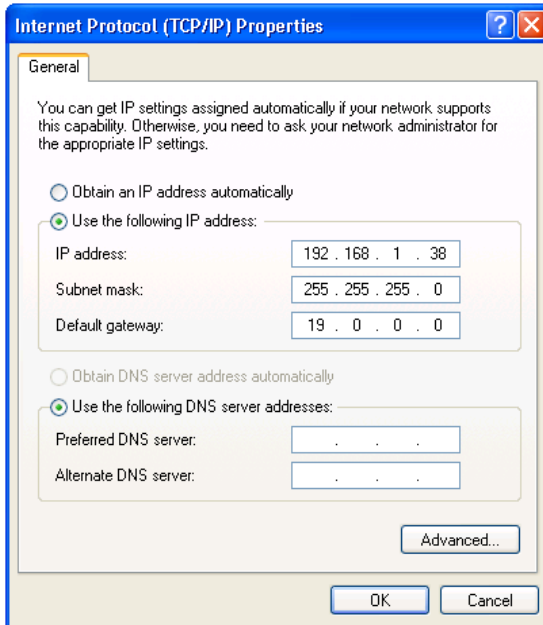 Internet Protocol (TCP/IP) Properties
General
You can get IP settings assigned automatically if your network supports
this capability. Otherwise, you need to ask your network administrator for
the appropriate IP settings.
Obtain an IP address automatically
Use the following IP address:
IP address: 192 . 168 . 1 . 38
Subnet mask: 255 . 255 . 255 . 0
Default gateway: 19 . 0 . 0 . 0
Obtain DNS server address automatically
Use the following DNS server addresses:
Preferred DNS server: . . .
Alternate DNS server: . . .
Advanced...
OK Cancel